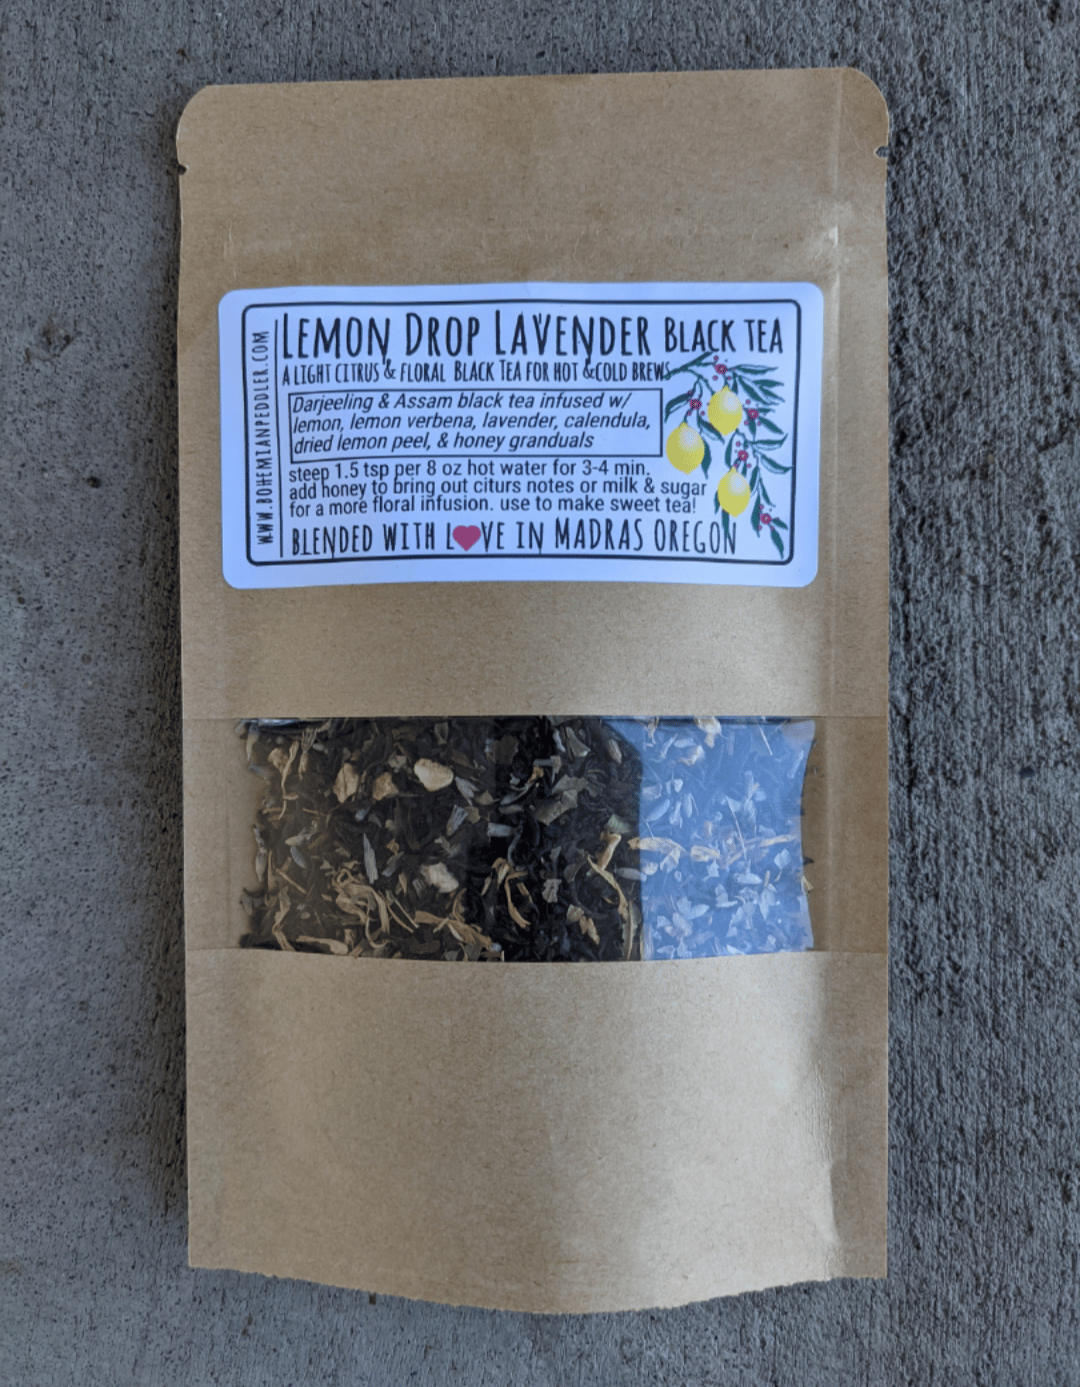 WWW.BOHEMIANPEDDLER.COM
LEMON DROP LAVENDER BLACK TEA
A LIGHT CITRUS & FLORAL BLACK TEA FOR HOT & COLD BREWS
Darjeeling & Assam black tea infused w/
lemon, lemon verbena, lavender, calendula,
dried lemon peel, & honey granduals
steep 1.5 tsp per 8 oz hot water for 3-4 min.
add honey to bring out citurs notes or milk & sugar
for a more floral infusion. use to make sweet tea!
BLENDED WITH L♥VE IN MADRAS OREGON